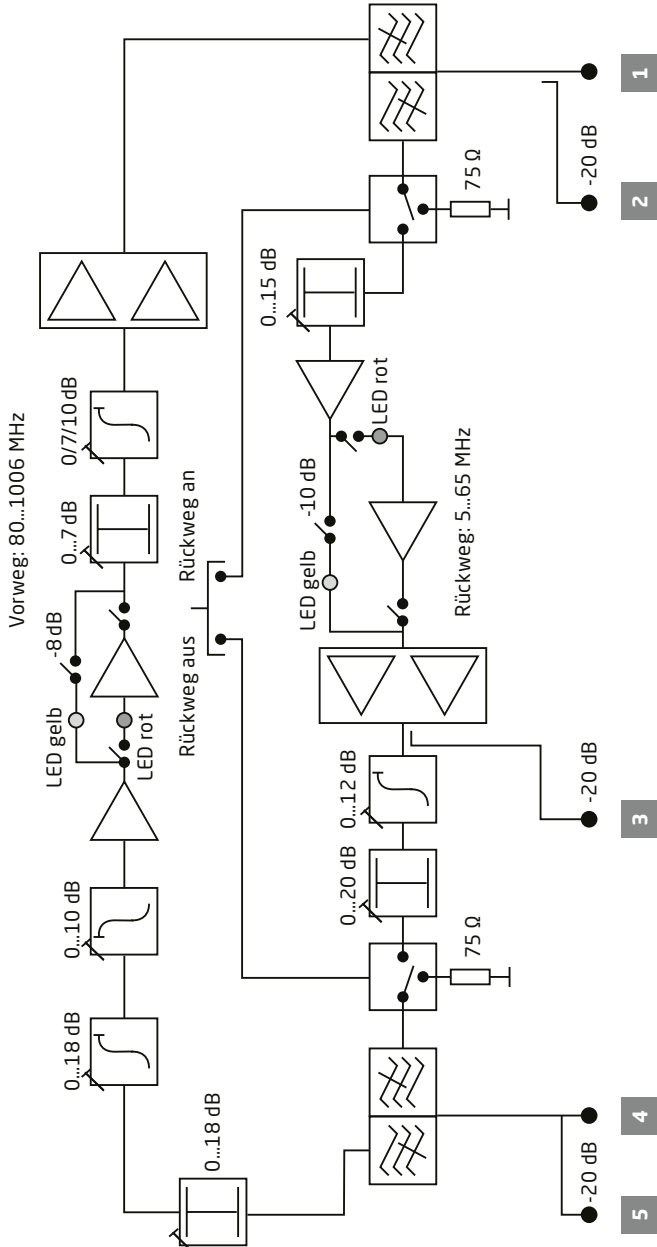 Vorweg: 80...1006 MHz
0...18 dB
0...18 dB
0...10 dB
LED gelb
-8dB
LED rot
0...7 dB
0/7/10 dB
Rückweg aus
Rückweg an
75 Ω
0...20 dB
0...12 dB
LED gelb
-10 dB
LED rot
Rückweg: 5...65 MHz
0...15 dB
75 Ω
-20 dB
-20 dB
-20 dB
5
4
3
2
1